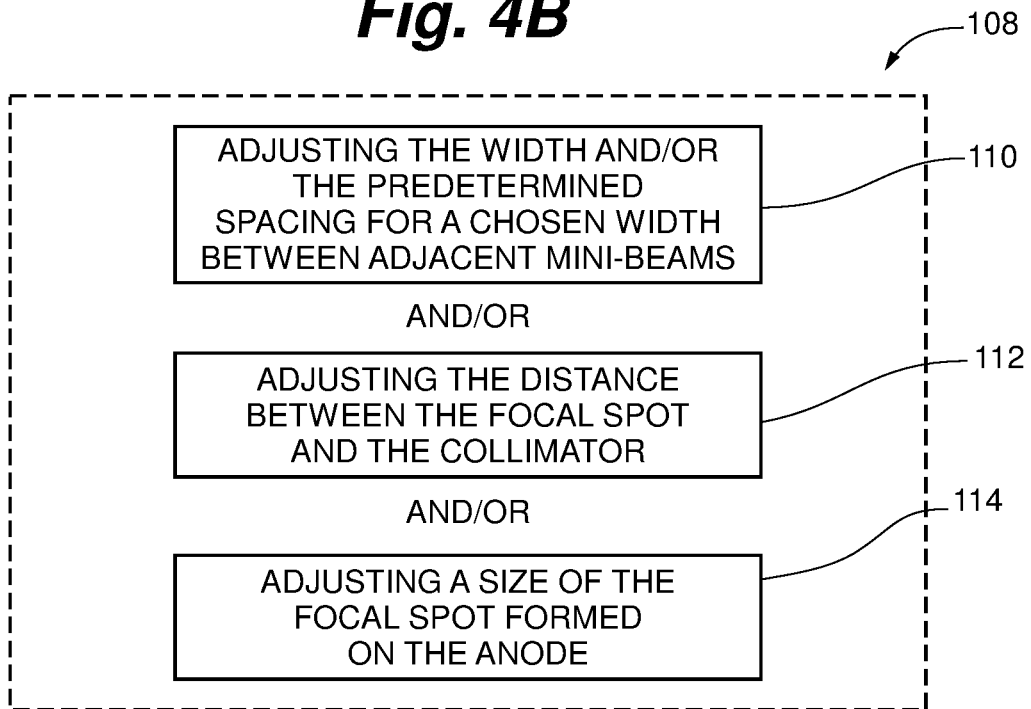 Fig. 4B
108
ADJUSTING THE WIDTH AND/OR
THE PREDETERMINED
SPACING FOR A CHOSEN WIDTH
BETWEEN ADJACENT MINI-BEAMS
110
AND/OR
ADJUSTING THE DISTANCE
BETWEEN THE FOCAL SPOT
AND THE COLLIMATOR
112
AND/OR
ADJUSTING A SIZE OF THE
FOCAL SPOT FORMED
ON THE ANODE
114